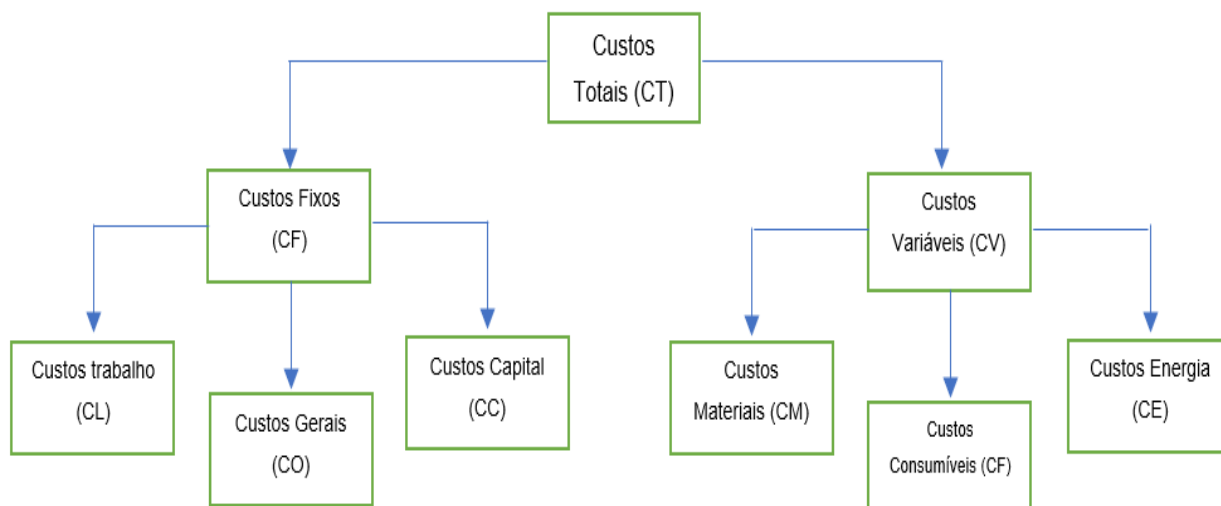 Custos
Totais (CT)
Custos Fixos
(CF)
Custos
Variáveis (CV)
Custos trabalho
(CL)
Custos Gerais
(CO)
Custos Capital
(CC)
Custos
Materiais (CM)
Custos
Consumíveis (CF)
Custos Energia
(CE)